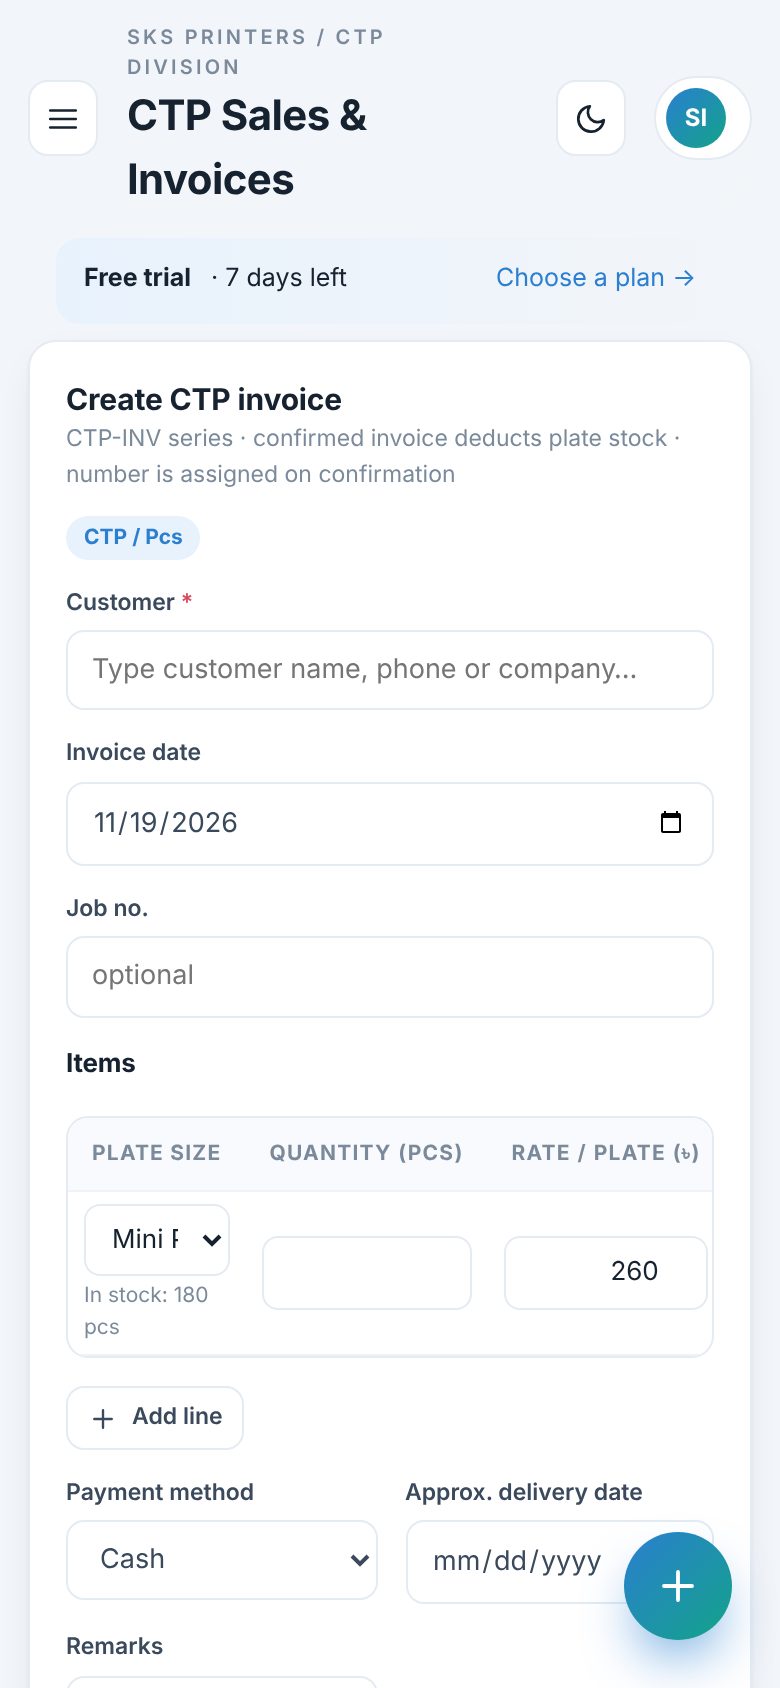 SKS PRINTERS / CTP
DIVISION
CTP Sales &
Invoices
SI
Free trial · 7 days left
Choose a plan →
Create CTP invoice
CTP-INV series · confirmed invoice deducts plate stock ·
number is assigned on confirmation
CTP / Pcs
Customer *
Type customer name, phone or company...
Invoice date
11/19/2026
Job no.
optional
Items
PLATE SIZE QUANTITY (PCS) RATE / PLATE (৳)
Mini 260
In stock: 180
pcs
+ Add line
Payment method Approx. delivery date
Cash mm/dd/yyyy
Remarks